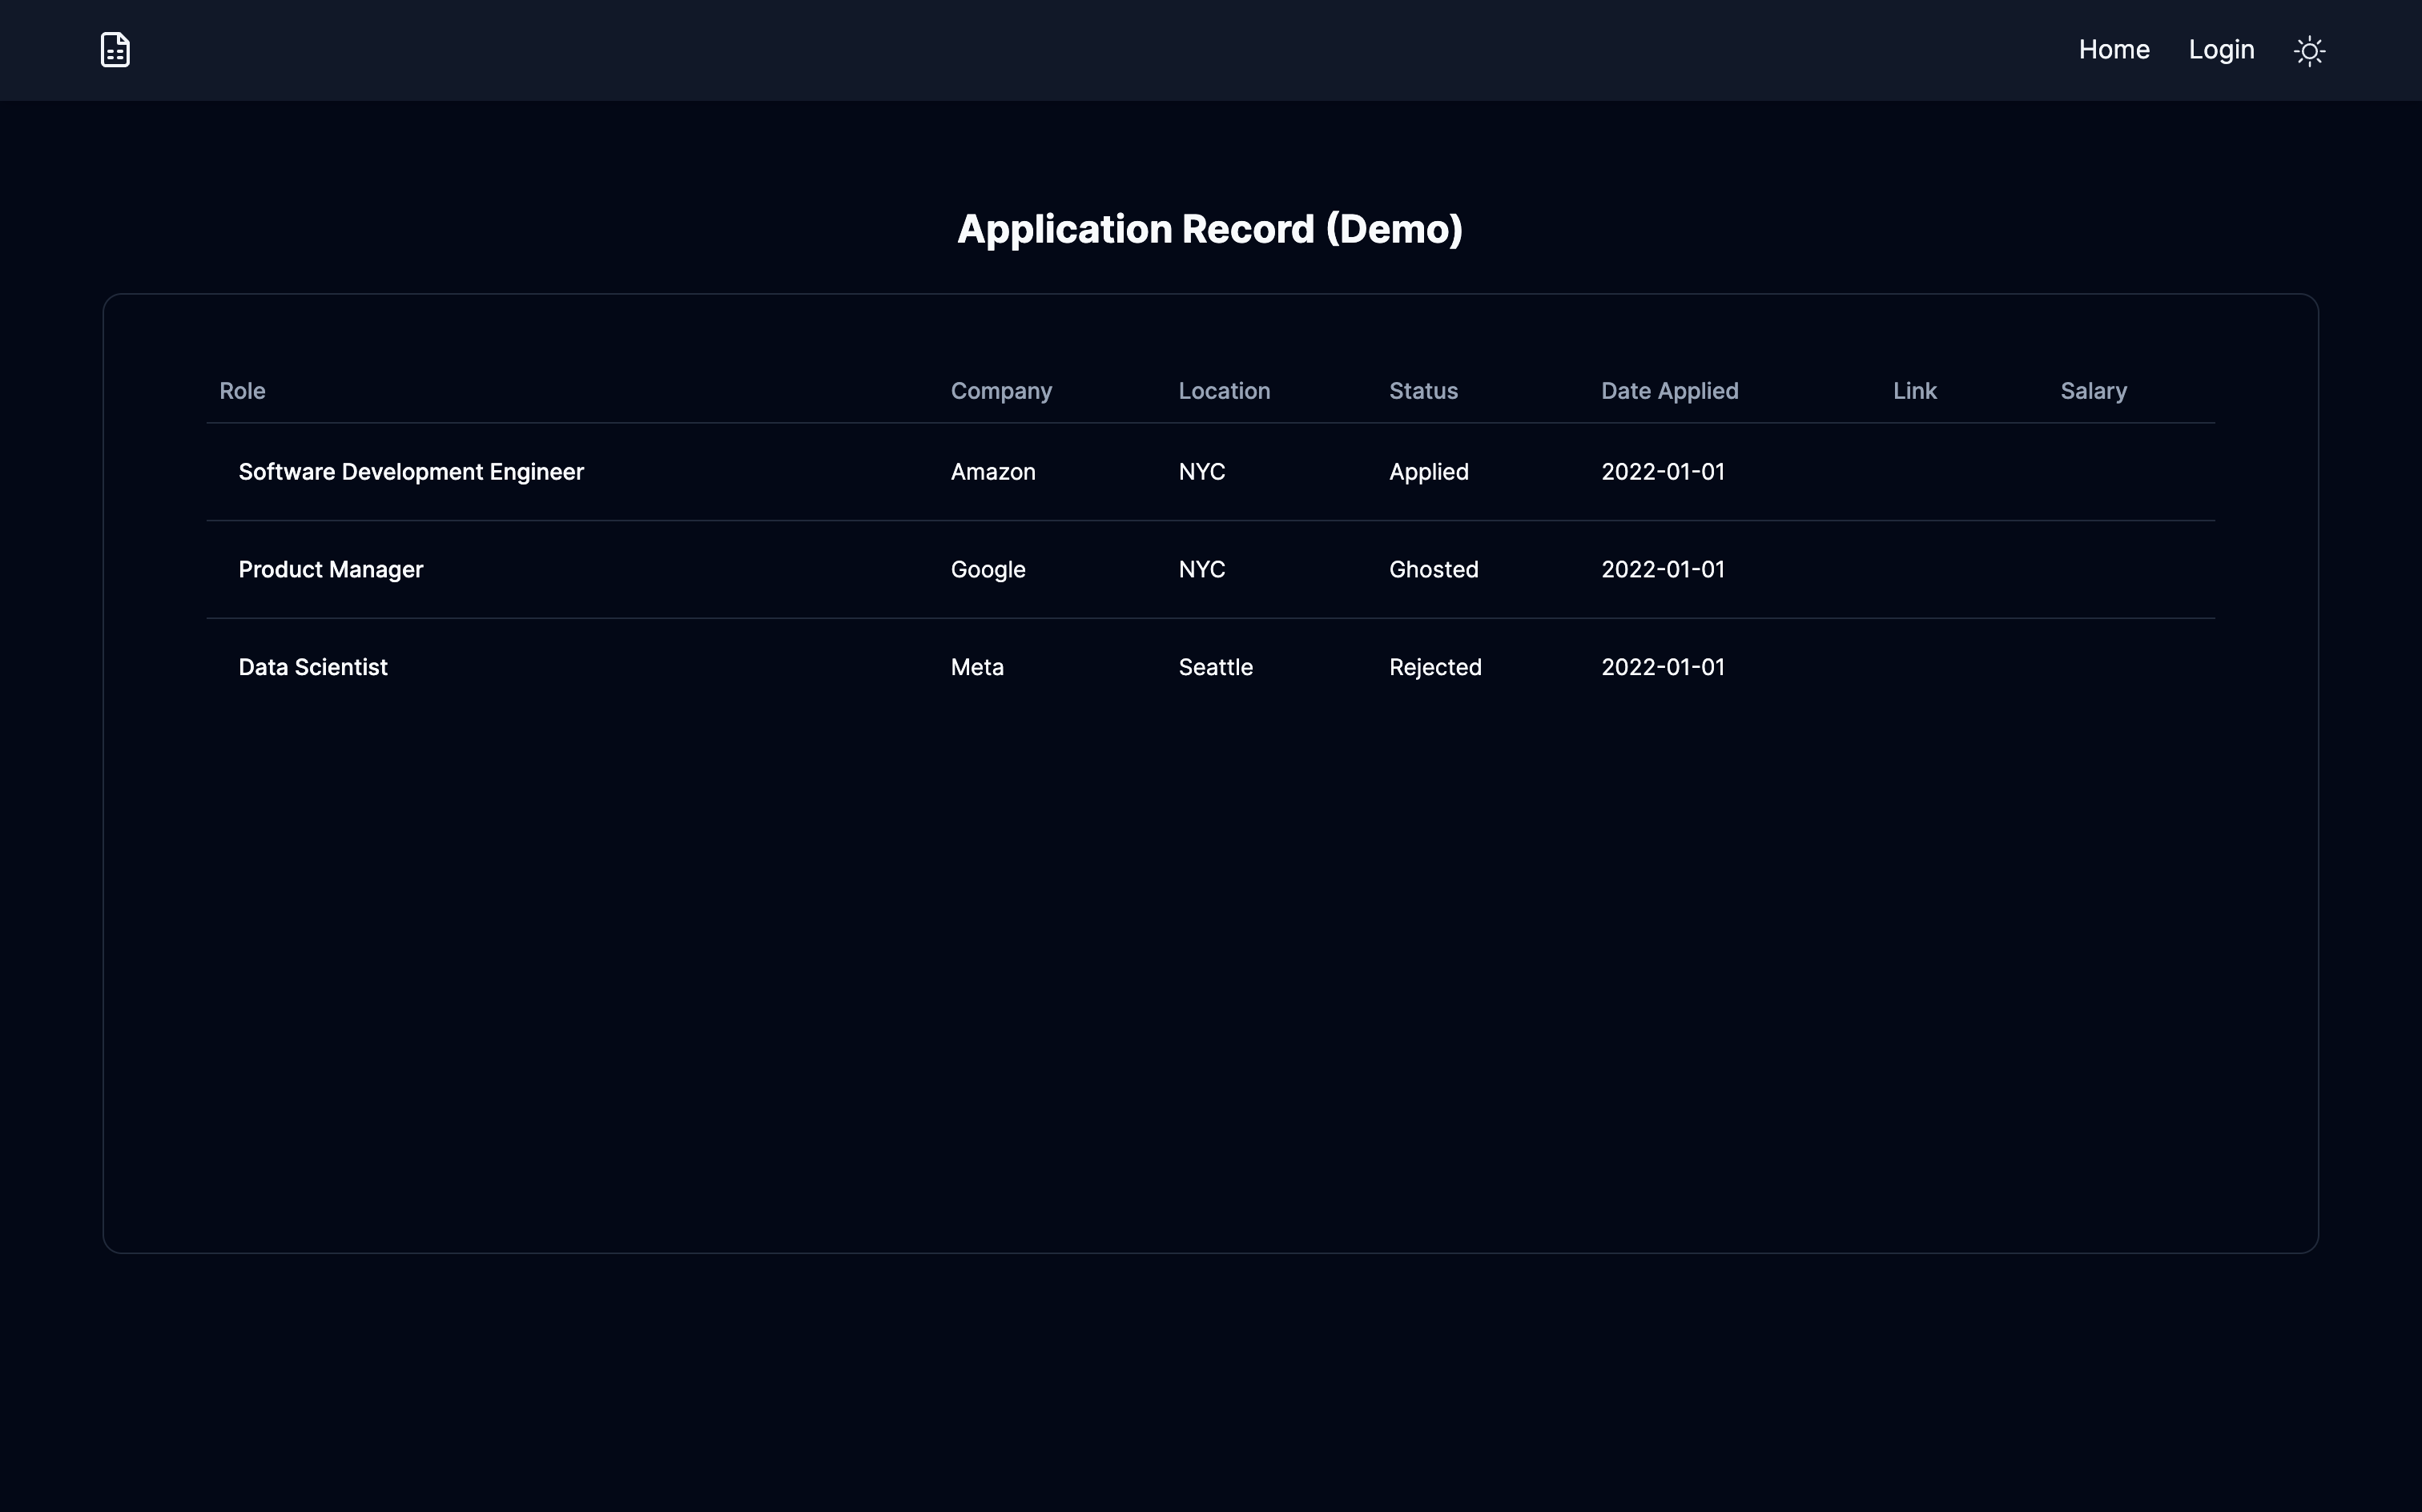 Home Login
Application Record (Demo)
Role Company Location Status Date Applied Link Salary
Software Development Engineer Amazon NYC Applied 2022-01-01
Product Manager Google NYC Ghosted 2022-01-01
Data Scientist Meta Seattle Rejected 2022-01-01